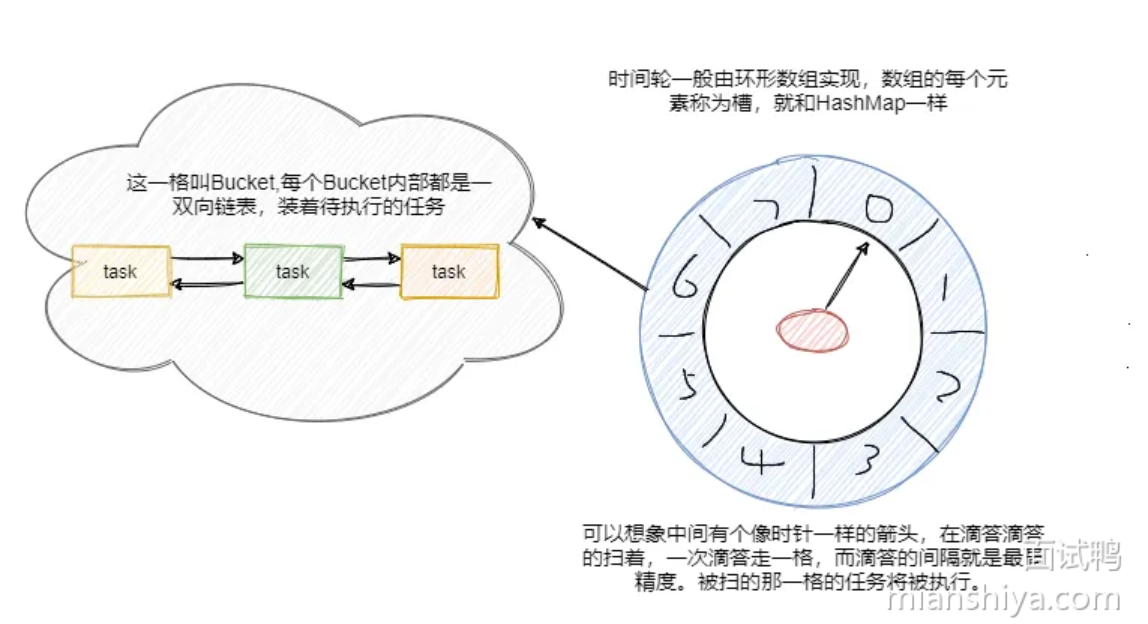 时间轮一般由环形数组实现，数组的每个元
素称为槽，就和HashMap一样
这一格叫Bucket,每个Bucket内部都是一
双向链表，装着待执行的任务
task
task
task
7
0
6
1
5
2
4
3
可以想象中间有个像时针一样的箭头，在滴答滴答
的扫着，一次滴答走一格，而滴答的间隔就是最
精度。被扫的那一格的任务将被执行。
面试鸭
mianshiya.com